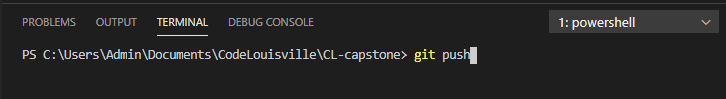 PROBLEMS OUTPUT TERMINAL DEBUG CONSOLE 1: powershell
PS C:\Users\Admin\Documents\CodeLouisville\CL-capstone> git push